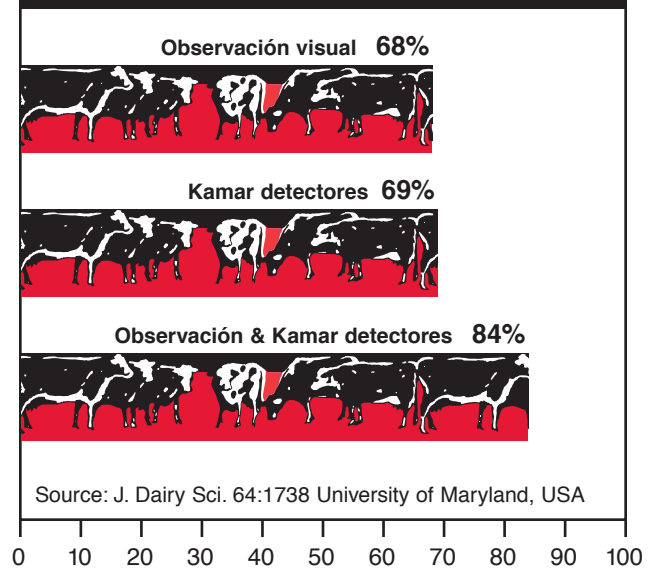 Observación visual 68%
Kamar detectores 69%
Observación & Kamar detectores 84%
Source: J. Dairy Sci. 64:1738 University of Maryland, USA
0 10 20 30 40 50 60 70 80 90 100